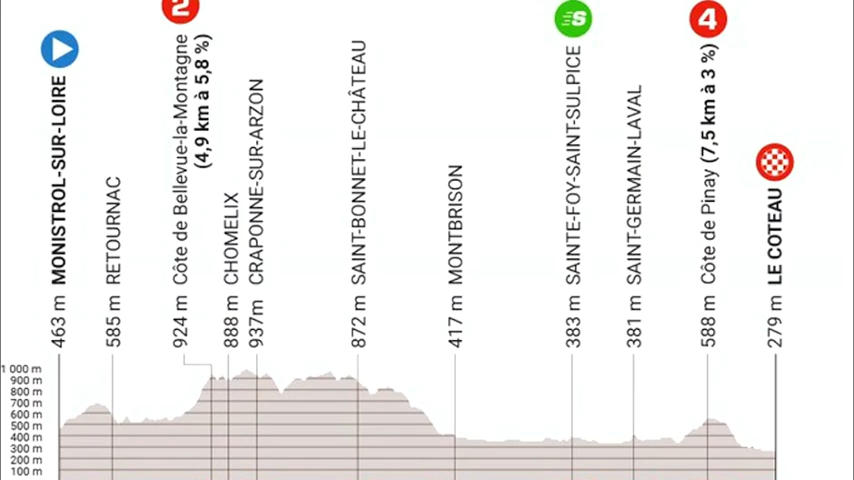 2
S
4
463 m MONISTROL-SUR-LOIRE
585 m RETOURNAC
924 m Côte de Bellevue-la-Montagne
(4,9 km à 5,8 %)
888 m CHOMELIX
937m CRAPONNE-SUR-ARZON
872 m SAINT-BONNET-LE-CHÂTEAU
417 m MONTBRISON
383 m SAINTE-FOY-SAINT-SULPICE
381 m SAINT-GERMAIN-LAVAL
588 m Côte de Pinay (7,5 km à 3 %)
279 m LE COTEAU
1 000 m
900 m
800 m
700 m
600 m
500 m
400 m
300 m
200 m
100 m